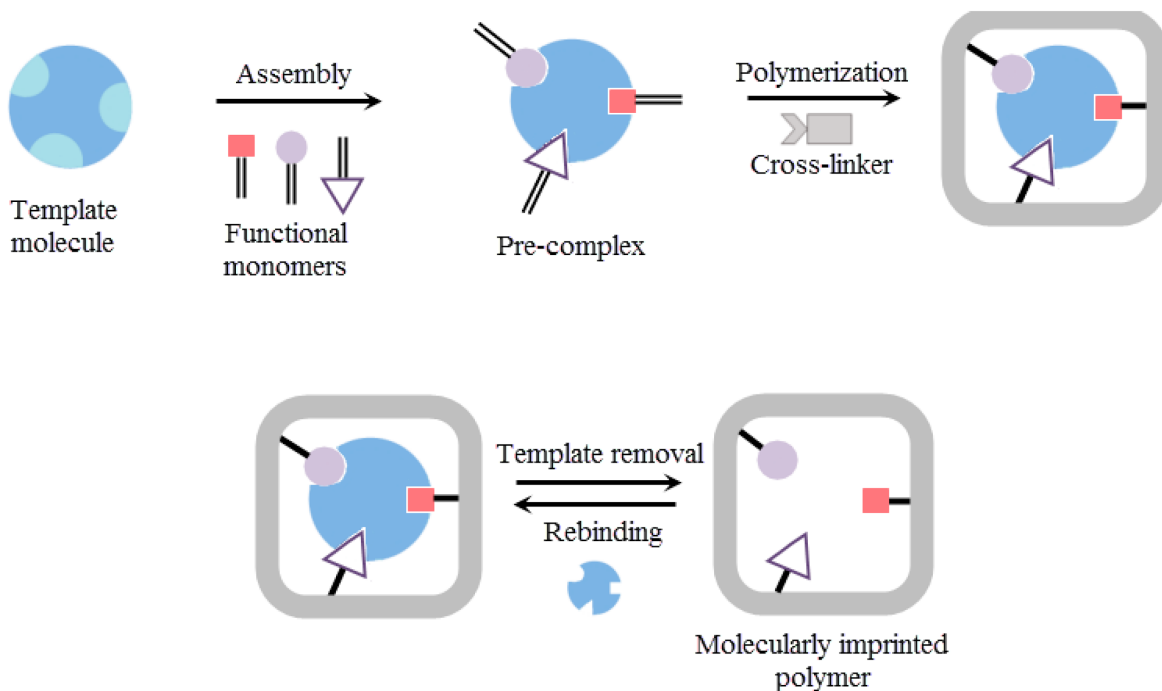 Template
molecule
Assembly
Functional
monomers
Pre-complex
Polymerization
Cross-linker
Template removal
Rebinding
Molecularly imprinted
polymer